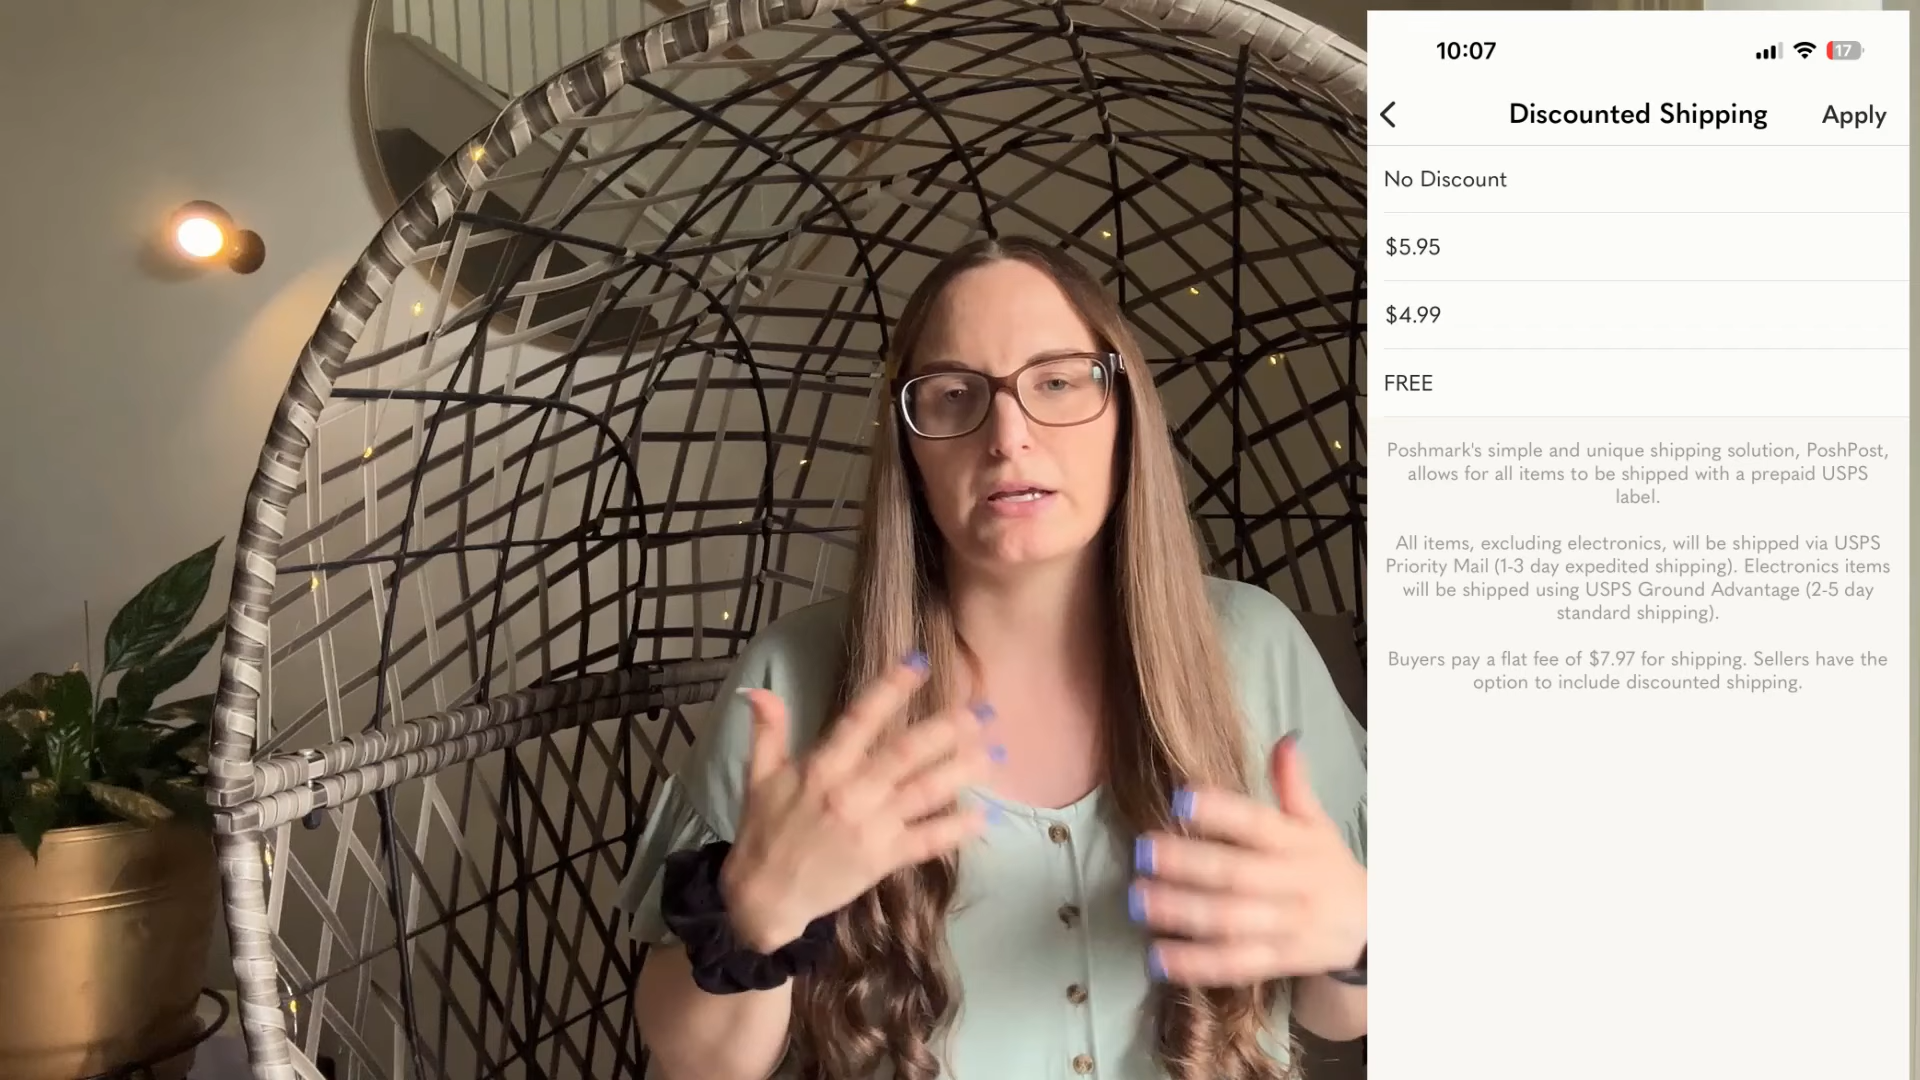 10:07
17
Discounted Shipping
Apply
No Discount
$5.95
$4.99
FREE
Poshmark's simple and unique shipping solution, PoshPost,
allows for all items to be shipped with a prepaid USPS
label.
All items, excluding electronics, will be shipped via USPS
Priority Mail (1-3 day expedited shipping). Electronics items
will be shipped using USPS Ground Advantage (2-5 day
standard shipping).
Buyers pay a flat fee of $7.97 for shipping. Sellers have the
option to include discounted shipping.